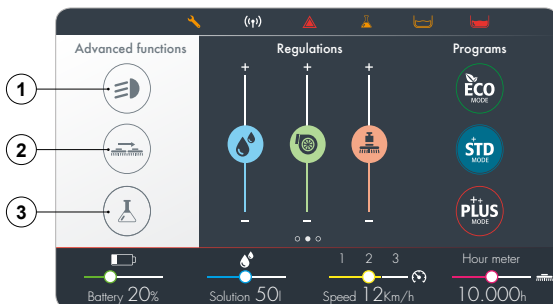 Advanced functions
Regulations
Programs
1
2
3
+ + +
− − −
ECO
MODE
+
STD
MODE
++
PLUS
MODE
1 2 3
Hour meter
Battery 20%
Solution 50l
Speed 12Km/h
10.000h